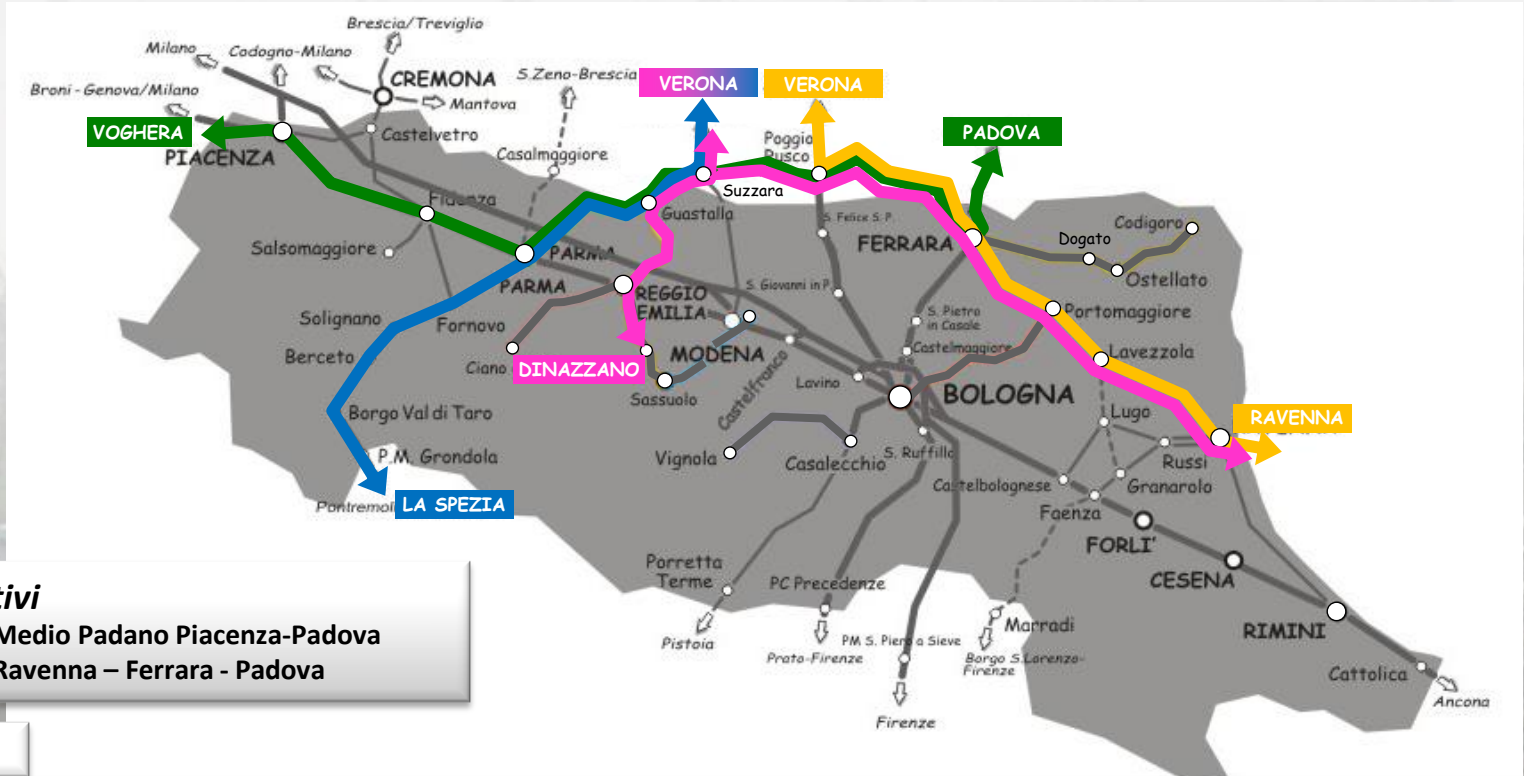 Brescia/Treviglio
Milano
Codogno-Milano
CREMONA
S.Zeno-Brescia
VERONA
VERONA
Broni - Genova/Milano
Mantova
VOGHERA
Castelvetro
PIACENZA
Casalmaggiore
Poggio
Rusco
PADOVA
Suzzara
Fidenza
Guastalla
S. Felice S. P.
Codigoro
Salsomaggiore
FERRARA
Dogato
PARMA
Ostellato
PARMA
REGGIO
EMILIA
S. Giovanni in P.
Solignano
Fornovo
S. Pietro
in Casale
Portomaggiore
Berceto
MODENA
Castelmaggiore
Lavezzola
Ciano
DINAZZANO
Castelfranco
Lavino
Sassuolo
BOLOGNA
Borgo Val di Taro
Lugo
RAVENNA
P.M. Grondola
Vignola
Casalecchio
S. Ruffillo
Russi
Castelbolognese
Granarolo
LA SPEZIA
Faenza
FORLI'
CESENA
Porretta
Terme
PC Precedenze
Marradi
RIMINI
Pistoia
Prato-Firenze
PM S. Piero a Sieve
Borgo S.Lorenzo-
Firenze
Cattolica
Ancona
Firenze
tivi
Medio Padano Piacenza-Padova
Ravenna – Ferrara - Padova